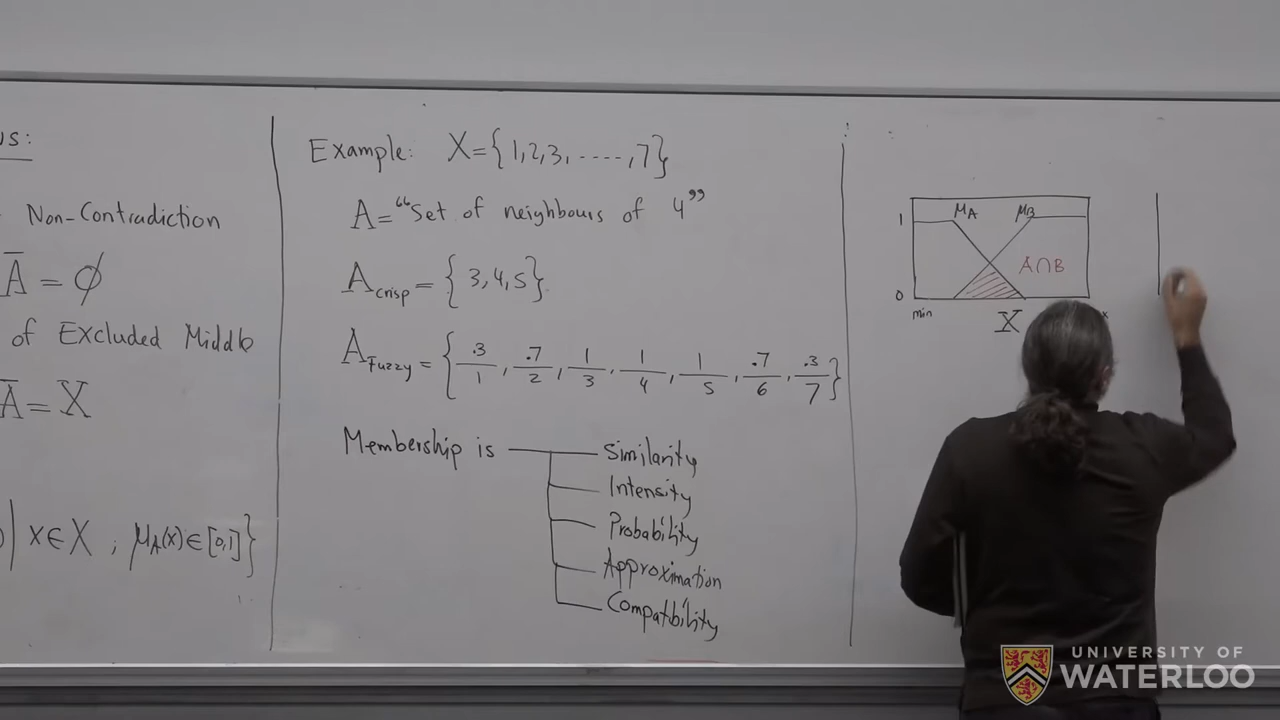 us:
Non-Contradiction
Ā = ϕ
of Excluded Middle
Ā = X
x ∈ X ; μA(x) ∈ [0,1]}
Example: X = { 1,2,3, ----, 7 }
A = “Set of neighbours of 4”
A crisp = { 3,4,5 }
A Fuzzy = { .3/1 , .7/2 , 1/3 , 1/4 , 1/5 , .7/6 , .3/7 }
Membership is
Similarity
Intensity
Probability
Approximation
Compatibility
1
μA
μB
A∩B
0
min
X
UNIVERSITY OF
WATERLOO